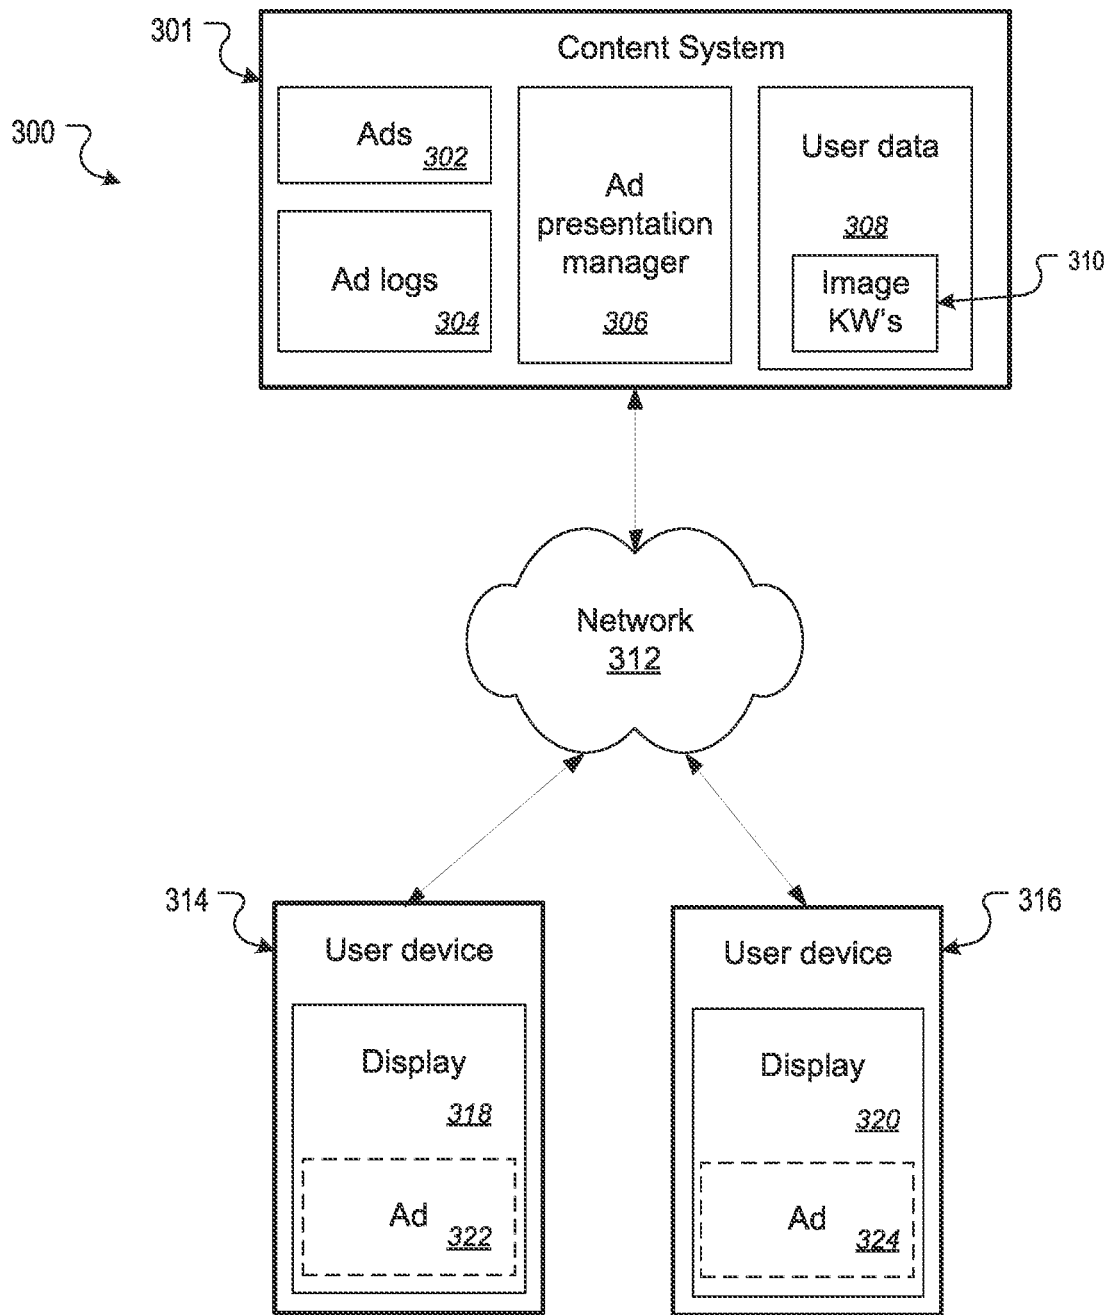 301
Content System
300
Ads
302
Ad logs
304
Ad
presentation
manager
306
User data
308
Image
KW's
310
Network
312
314
User device
Display
318
Ad
322
316
User device
Display
320
Ad
324